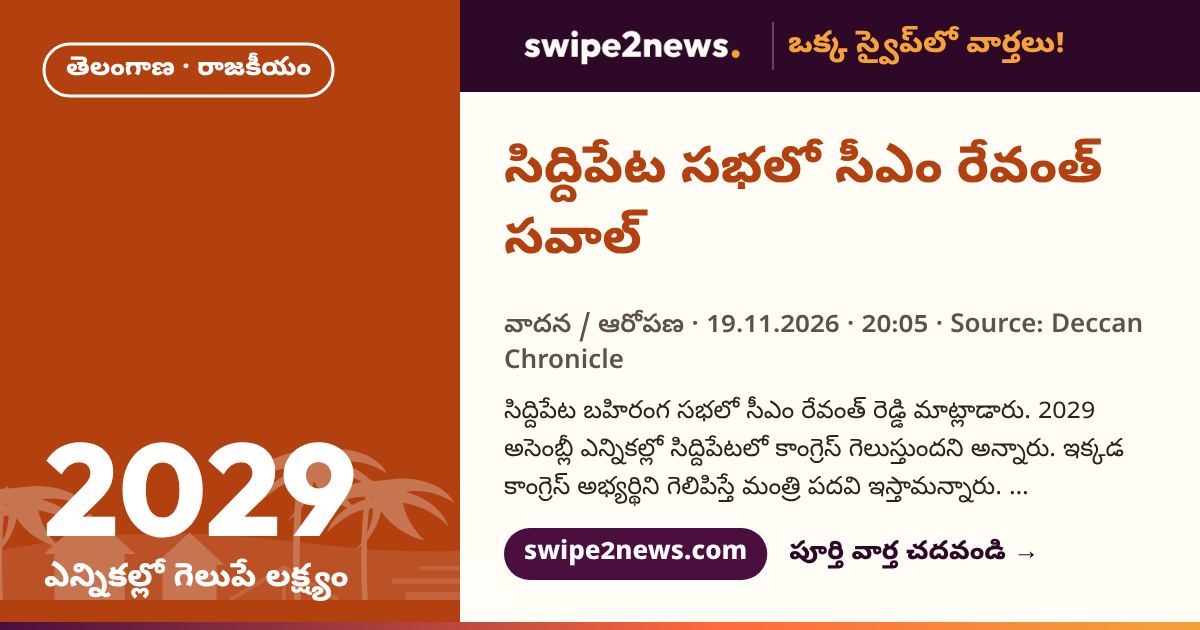 తెలంగాణ · రాజకీయం
2029
ఎన్నికల్లో గెలుపే లక్ష్యం
swipe2news.
ఒక్క స్వైప్‌లో వార్తలు!
సిద్దిపేట సభలో సీఎం రేవంత్
సవాల్
వాదన / ఆరోపణ · 19.11.2026 · 20:05 · Source: Deccan
Chronicle
సిద్దిపేట బహిరంగ సభలో సీఎం రేవంత్ రెడ్డి మాట్లాడారు. 2029
అసెంబ్లీ ఎన్నికల్లో సిద్దిపేటలో కాంగ్రెస్ గెలుస్తుందని అన్నారు. ఇక్కడ
కాంగ్రెస్ అభ్యర్థిని గెలిపిస్తే మంత్రి పదవి ఇస్తామన్నారు. ...
swipe2news.com
పూర్తి వార్త చదవండి →